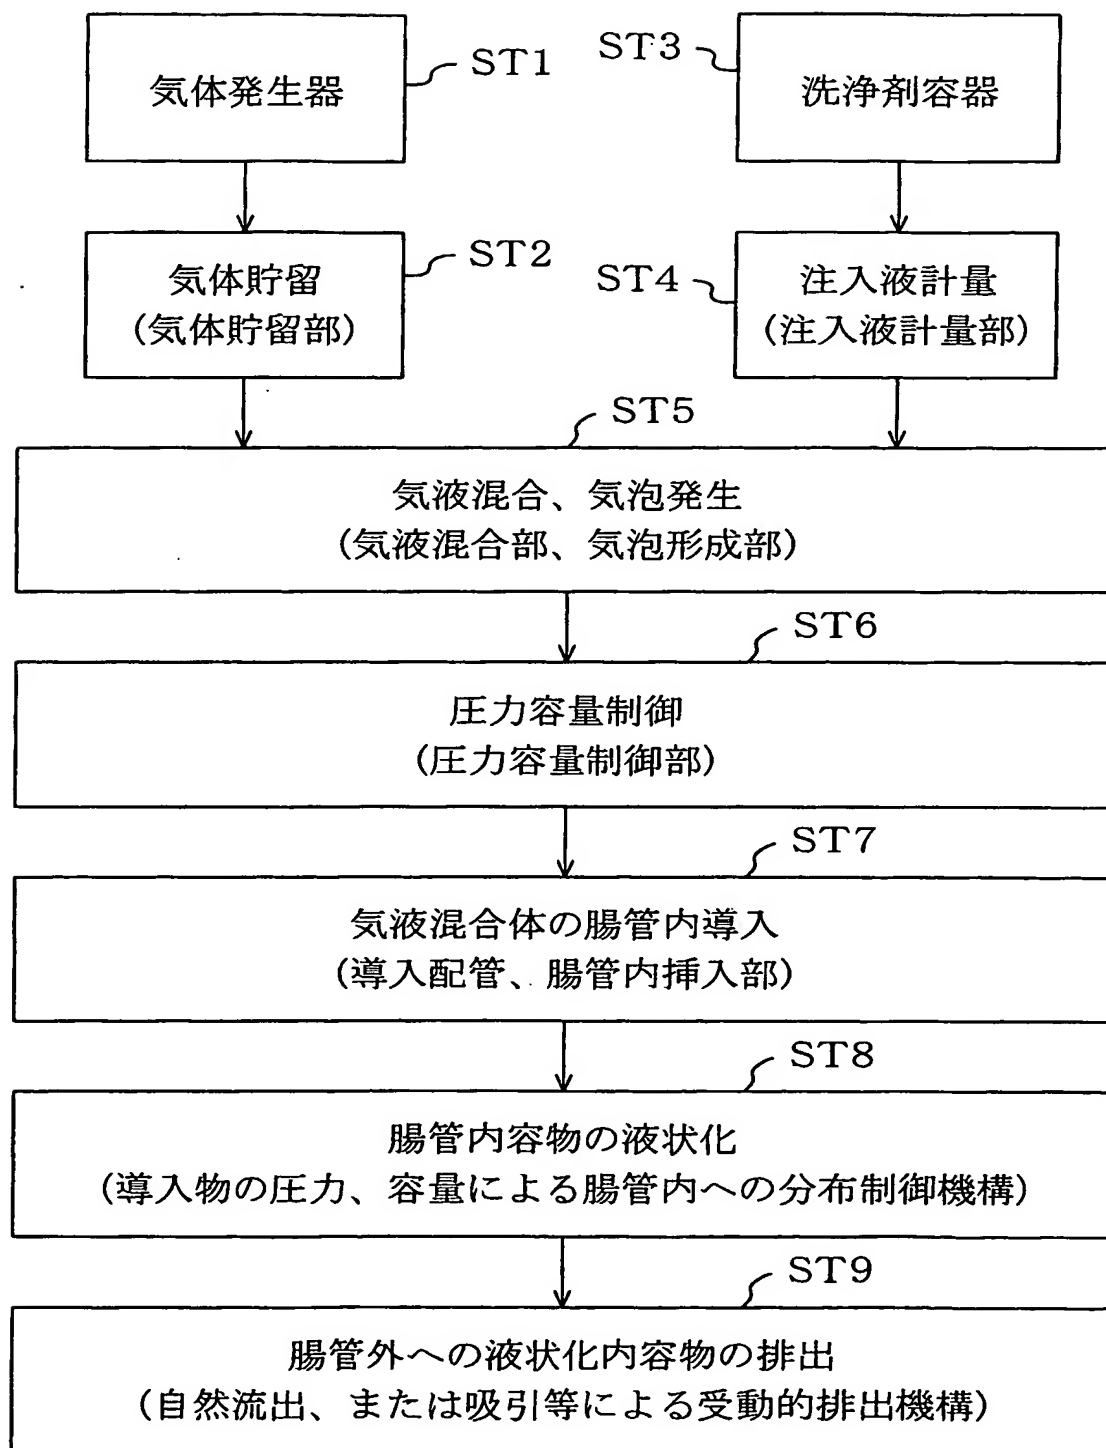 気体発生器
ST1
ST3
洗浄剤容器
気体貯留
(気体貯留部)
ST2
ST4
注入液計量
(注入液計量部)
ST5
気液混合、気泡発生
(気液混合部、気泡形成部)
ST6
圧力容量制御
(圧力容量制御部)
ST7
気液混合体の腸管内導入
(導入配管、腸管内挿入部)
ST8
腸管内容物の液状化
(導入物の圧力、容量による腸管内への分布制御機構)
ST9
腸管外への液状化内容物の排出
(自然流出、または吸引等による受動的排出機構)